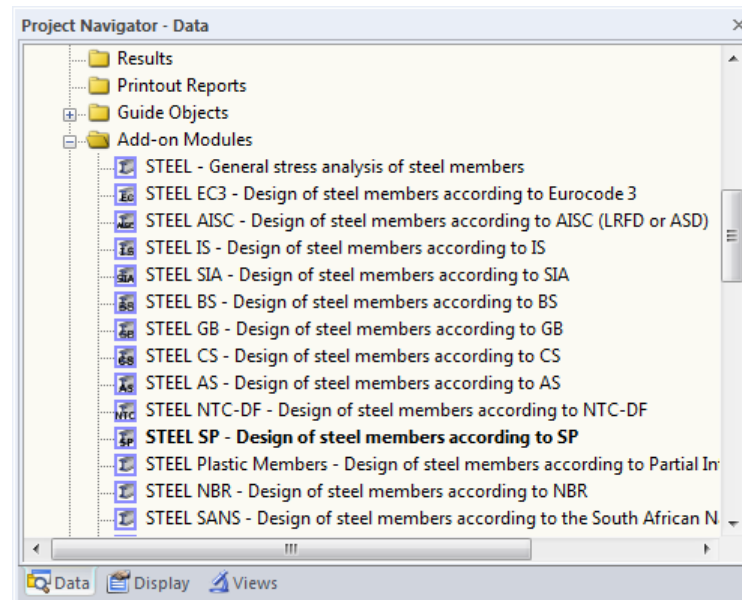 Project Navigator - Data
Results
Printout Reports
Guide Objects
Add-on Modules
STEEL - General stress analysis of steel members
STEEL EC3 - Design of steel members according to Eurocode 3
STEEL AISC - Design of steel members according to AISC (LRFD or ASD)
STEEL IS - Design of steel members according to IS
STEEL SIA - Design of steel members according to SIA
STEEL BS - Design of steel members according to BS
STEEL GB - Design of steel members according to GB
STEEL CS - Design of steel members according to CS
STEEL AS - Design of steel members according to AS
STEEL NTC-DF - Design of steel members according to NTC-DF
STEEL SP - Design of steel members according to SP
STEEL Plastic Members - Design of steel members according to Partial In
STEEL NBR - Design of steel members according to NBR
STEEL SANS - Design of steel members according to the South African N
Data Display Views